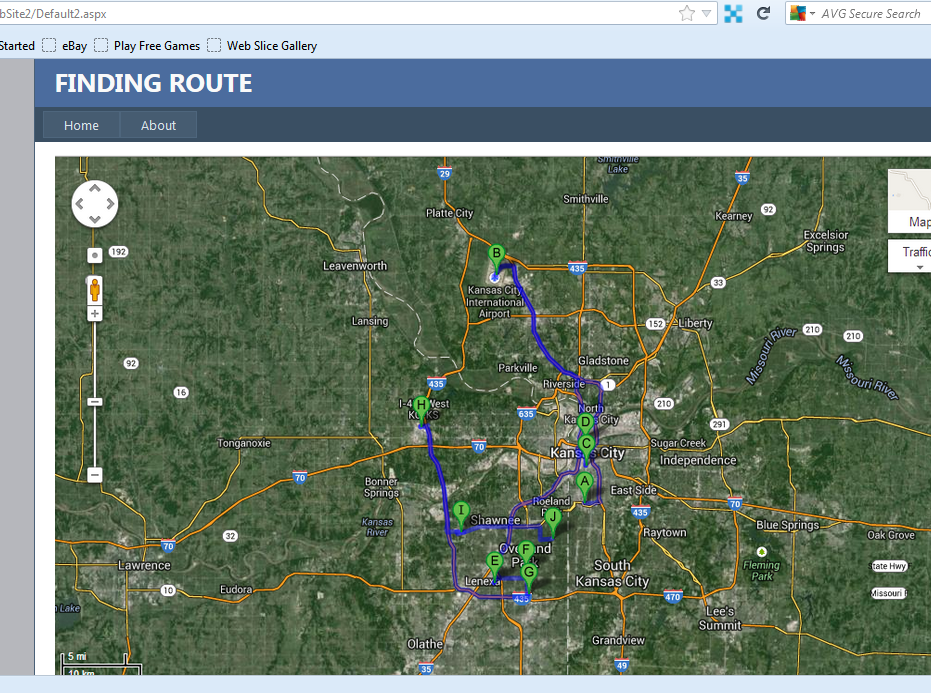 bSite2/Default2.aspx
AVG Secure Search
Started eBay Play Free Games Web Slice Gallery
FINDING ROUTE
Home About
Smithville Lake
29
35
Smithville
Platte City
Kearney
92
Map
Excelsior Springs
192
B
Traffic
Leavenworth
435
33
Kansas City International Airport
Lansing
152
Liberty
210
210
Missouri River
Missouri River
92
Gladstone
Parkville
16
435
Riverside
1
H
I-4 West
KS
North
City
210
635
D
291
Tonganoxie
70
C
Kansas City
Sugar Creek
Independence
70
Bonner Springs
A
East Side
Roeland
435
70
I
J
Kansas River
Shawnee
Blue Springs
32
Raytown
Oak Grove
70
Overland Park
F
E
G
Lawrence
Lenexa
South Kansas City
Fleming Park
State Hwy
10
Eudora
435
470
Missouri
Lake
Lee's Summit
Olathe
Grandview
5 mi
35
49
10 km